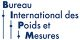 Bureau
International des
Poids et
Mesures